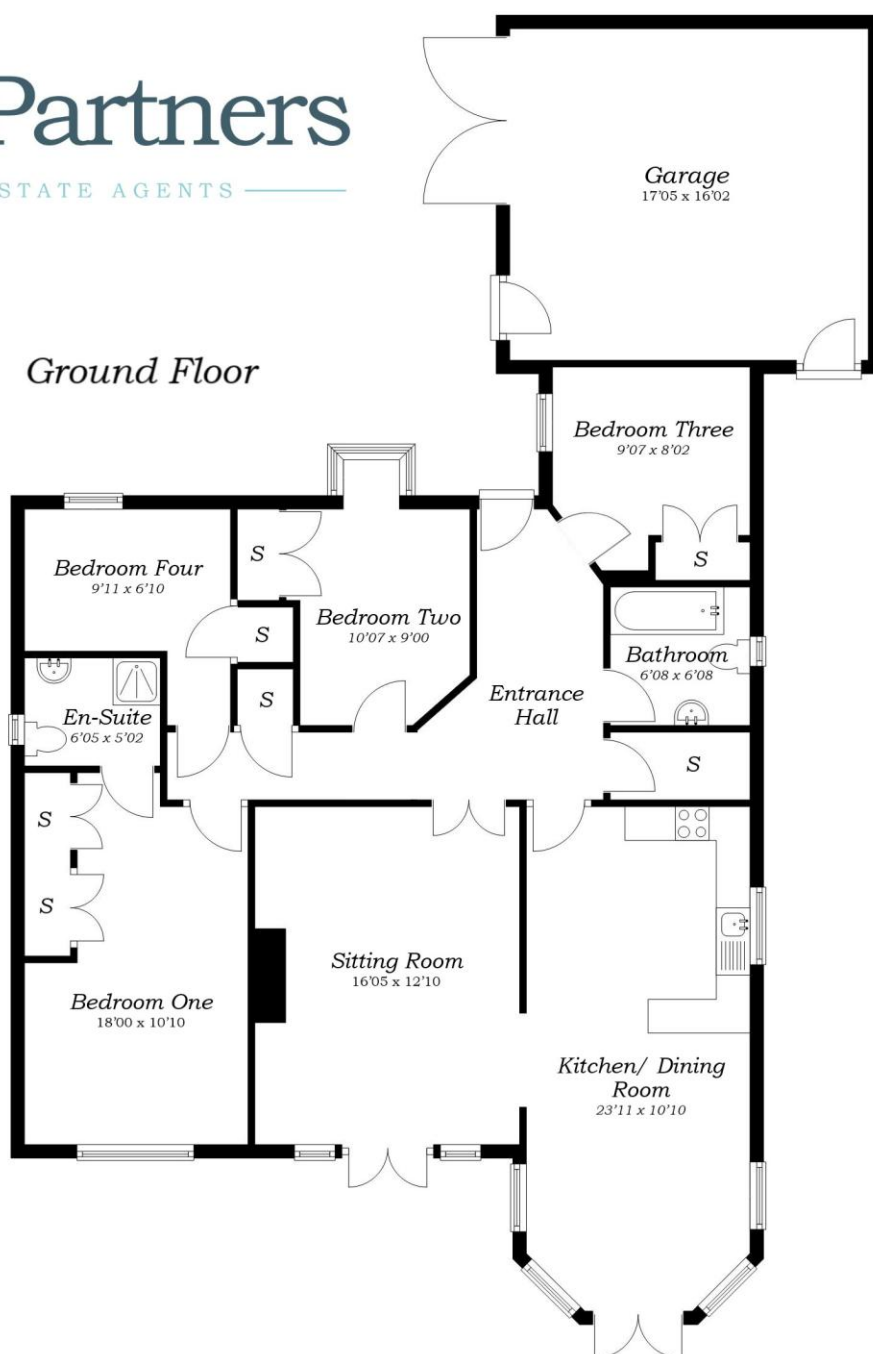 Partners
STATE AGENTS
Garage
17'05 x 16'02
Ground Floor
Bedroom Three
9'07 x 8'02
S
Bedroom Four
9'11 x 6'10
S
S
Bedroom Two
10'07 x 9'00
Bathroom
6'08 x 6'08
En-Suite
6'05 x 5'02
S
Entrance
Hall
S
S
S
Sitting Room
16'05 x 12'10
Bedroom One
18'00 x 10'10
Kitchen/ Dining
Room
23'11 x 10'10